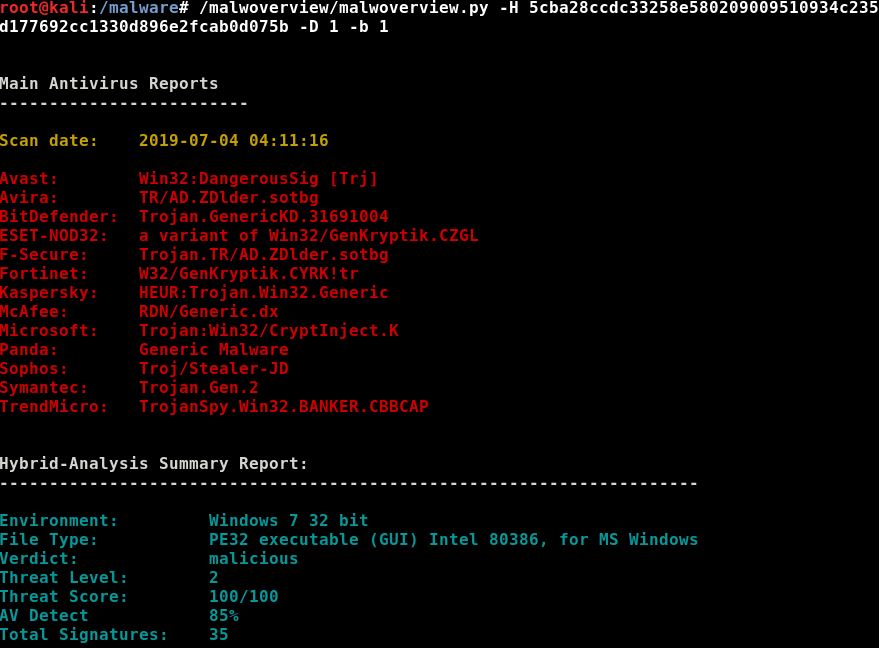 root@kali:/malware# /malwoverview/malwoverview.py -H 5cba28ccdc33258e580209009510934c235
d177692cc1330d896e2fcab0d075b -D 1 -b 1
Main Antivirus Reports
-------------------------
Scan date:    2019-07-04 04:11:16
Avast:        Win32:DangerousSig [Trj]
Avira:        TR/AD.ZDlder.sotbg
BitDefender:  Trojan.GenericKD.31691004
ESET-NOD32:   a variant of Win32/GenKryptik.CZGL
F-Secure:     Trojan.TR/AD.ZDlder.sotbg
Fortinet:     W32/GenKryptik.CYRK!tr
Kaspersky:    HEUR:Trojan.Win32.Generic
McAfee:       RDN/Generic.dx
Microsoft:    Trojan:Win32/CryptInject.K
Panda:        Generic Malware
Sophos:       Troj/Stealer-JD
Symantec:     Trojan.Gen.2
TrendMicro:   TrojanSpy.Win32.BANKER.CBBCAP
Hybrid-Analysis Summary Report:
----------------------------------------------------------------------
Environment:         Windows 7 32 bit
File Type:           PE32 executable (GUI) Intel 80386, for MS Windows
Verdict:             malicious
Threat Level:        2
Threat Score:        100/100
AV Detect            85%
Total Signatures:    35